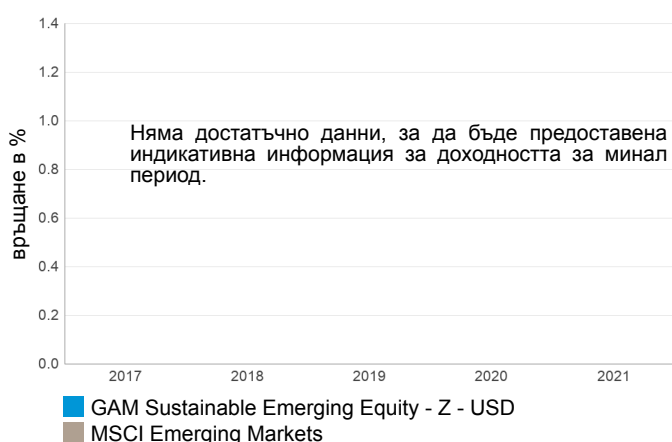 1.4
1.2
1.0
Няма достатъчно данни, за да бъде предоставена
индикативна информация за доходността за минал
период.
0.8
0.6
0.4
0.2
0.0
връщане в %
2017 2018 2019 2020 2021
GAM Sustainable Emerging Equity - Z - USD
MSCI Emerging Markets